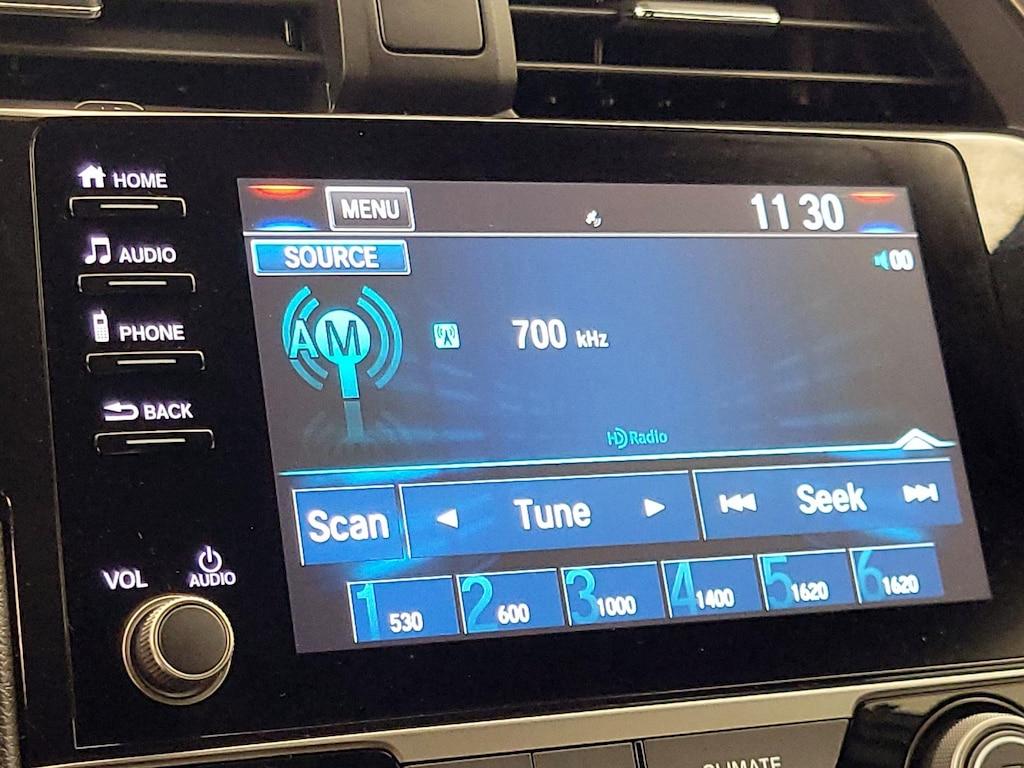 HOME
AUDIO
PHONE
BACK
VOL
AUDIO
MENU
11 30
SOURCE
00
AM
700 kHz
HD Radio
Scan
Tune
Seek
1 530
2 600
3 1000
4 1400
5 1620
6 1620
CLIMATE